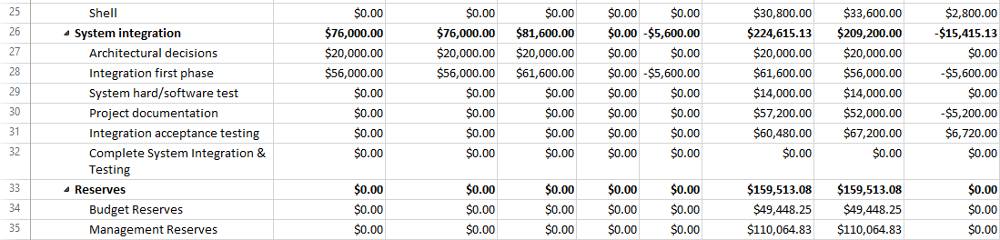 25 Shell $0.00 $0.00 $0.00 $0.00 $0.00 $30,800.00 $33,600.00 $2,800.00
26 System integration $76,000.00 $76,000.00 $81,600.00 $0.00 -$5,600.00 $224,615.13 $209,200.00 -$15,415.13
27 Architectural decisions $20,000.00 $20,000.00 $20,000.00 $0.00 $0.00 $20,000.00 $20,000.00 $0.00
28 Integration first phase $56,000.00 $56,000.00 $61,600.00 $0.00 -$5,600.00 $61,600.00 $56,000.00 -$5,600.00
29 System hard/software test $0.00 $0.00 $0.00 $0.00 $0.00 $14,000.00 $14,000.00 $0.00
30 Project documentation $0.00 $0.00 $0.00 $0.00 $0.00 $57,200.00 $52,000.00 -$5,200.00
31 Integration acceptance testing $0.00 $0.00 $0.00 $0.00 $0.00 $60,480.00 $67,200.00 $6,720.00
32 Complete System Integration & $0.00 $0.00 $0.00 $0.00 $0.00 $0.00 $0.00 $0.00
Testing
33 Reserves $0.00 $0.00 $0.00 $0.00 $0.00 $159,513.08 $159,513.08 $0.00
34 Budget Reserves $0.00 $0.00 $0.00 $0.00 $0.00 $49,448.25 $49,448.25 $0.00
35 Management Reserves $0.00 $0.00 $0.00 $0.00 $0.00 $110,064.83 $110,064.83 $0.00